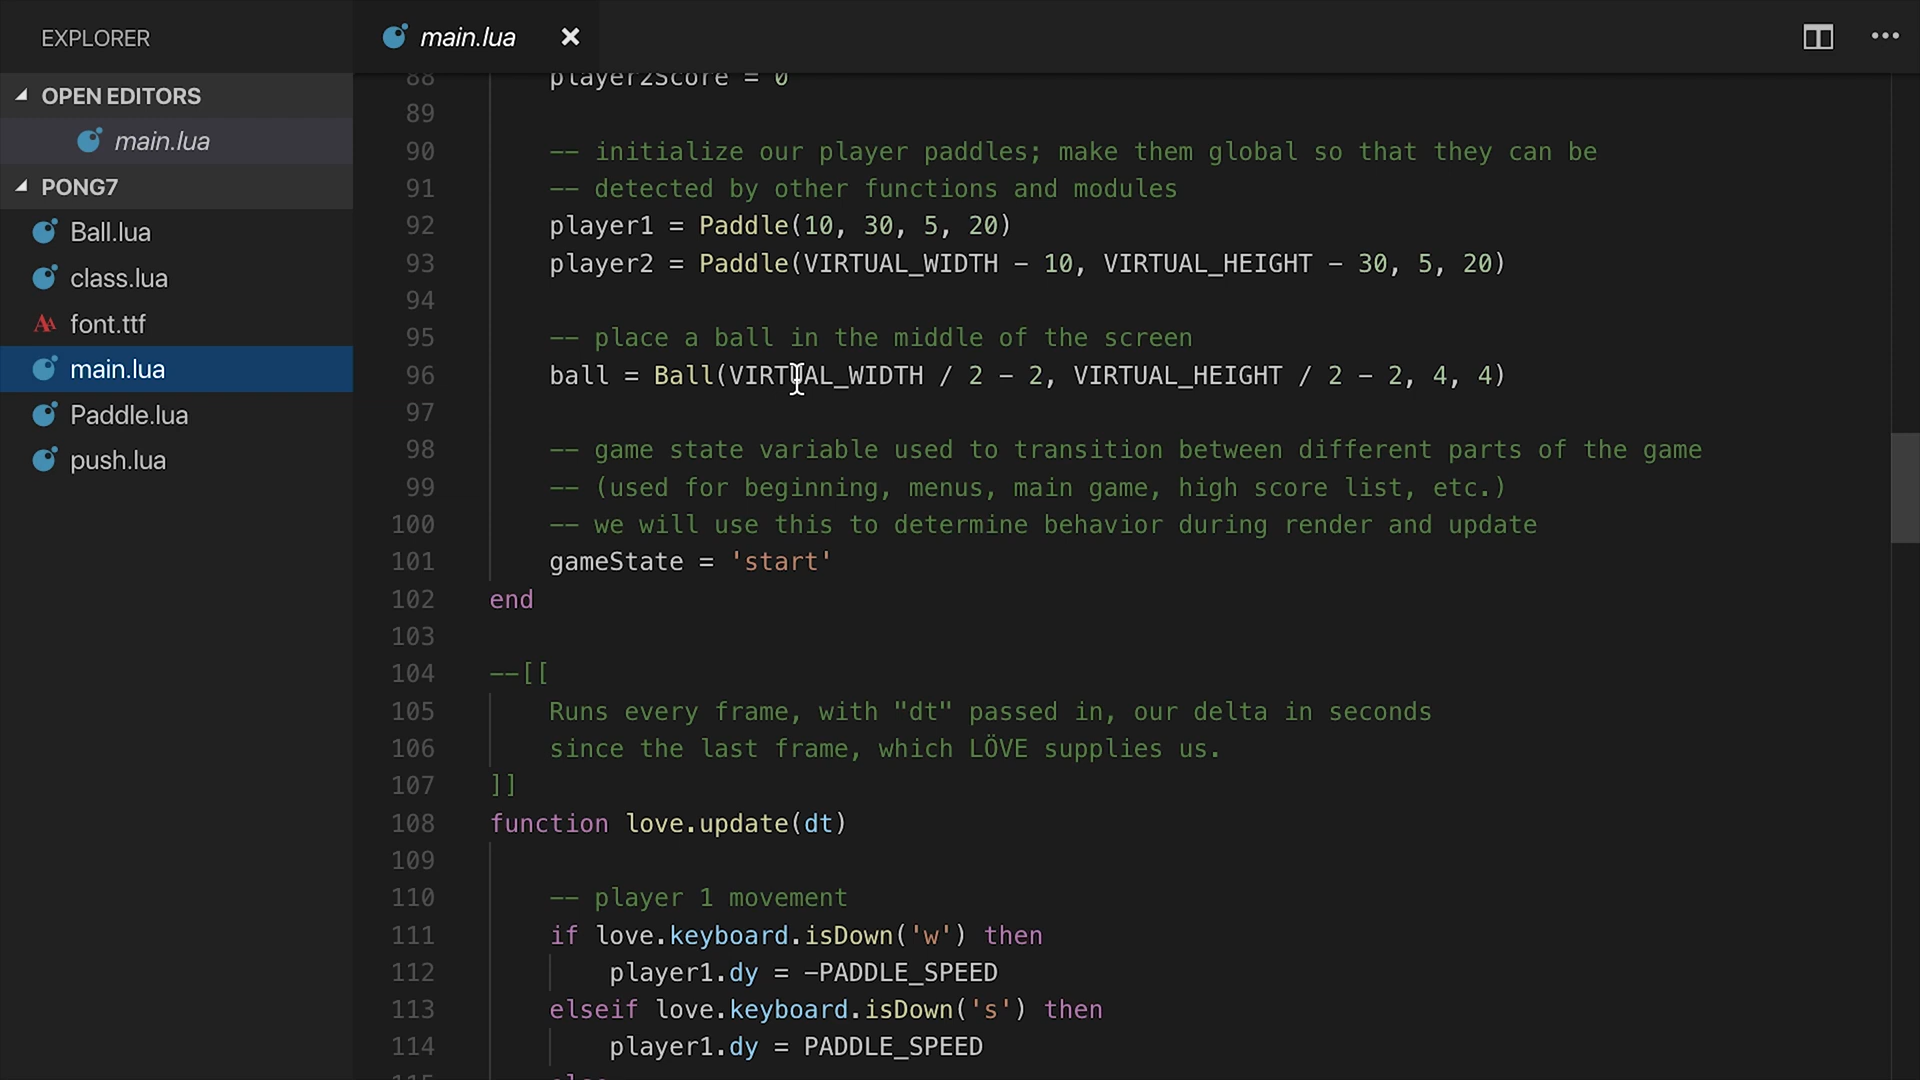 EXPLORER
OPEN EDITORS
main.lua
PONG7
Ball.lua
class.lua
font.ttf
main.lua
Paddle.lua
push.lua
main.lua
88 player2Score = 0
89
90 -- initialize our player paddles; make them global so that they can be
91 -- detected by other functions and modules
92 player1 = Paddle(10, 30, 5, 20)
93 player2 = Paddle(VIRTUAL_WIDTH - 10, VIRTUAL_HEIGHT - 30, 5, 20)
94
95 -- place a ball in the middle of the screen
96 ball = Ball(VIRTUAL_WIDTH / 2 - 2, VIRTUAL_HEIGHT / 2 - 2, 4, 4)
97
98 -- game state variable used to transition between different parts of the game
99 -- (used for beginning, menus, main game, high score list, etc.)
100 -- we will use this to determine behavior during render and update
101 gameState = 'start'
102 end
103
104 --[[
105 Runs every frame, with "dt" passed in, our delta in seconds
106 since the last frame, which LÖVE supplies us.
107 ]]
108 function love.update(dt)
109
110 -- player 1 movement
111 if love.keyboard.isDown('w') then
112 player1.dy = -PADDLE_SPEED
113 elseif love.keyboard.isDown('s') then
114 player1.dy = PADDLE_SPEED
115 else